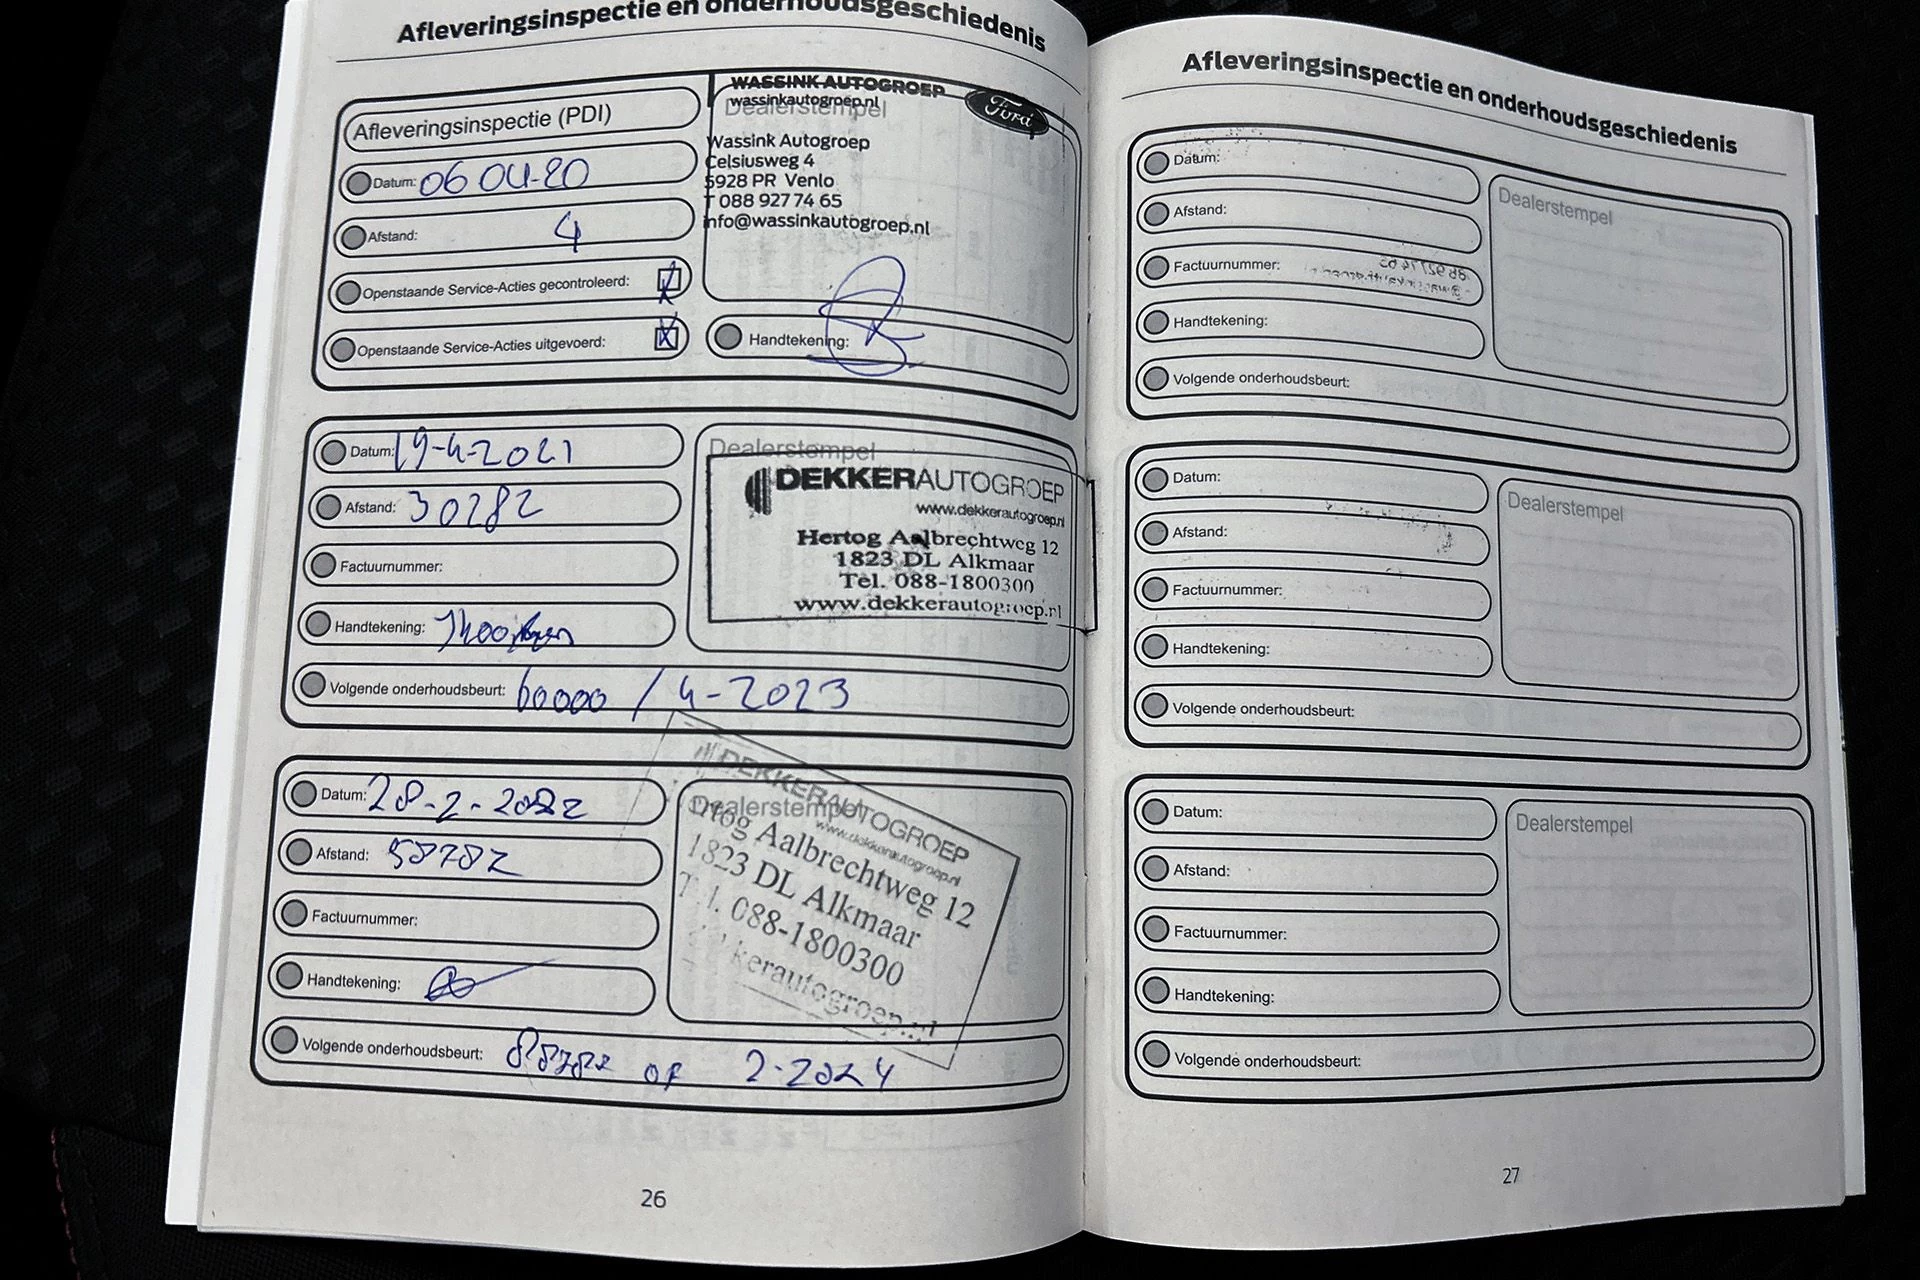 Afleveringsinspectie en onderhoudsgeschiedenis
Afleveringsinspectie (PDI)
Datum: 06 04-20
Afstand: 4
Openstaande Service-Acties gecontroleerd:
Openstaande Service-Acties uitgevoerd:
WASSINK AUTOGROEP
wassinkautogroep.nl
Dealerstempel
Ford
Wassink Autogroep
Celsiusweg 4
5928 PR Venlo
T 088 927 74 65
info@wassinkautogroep.nl
Handtekening:
Datum: 19-4-2021
Afstand: 30282
Factuurnummer:
Handtekening:
Dealerstempel
DEKKERAUTOGROEP
www.dekkerautogroep.nl
Hertog Aalbrechtweg 12
1823 DL Alkmaar
Tel. 088-1800300
www.dekkerautogroep.nl
Volgende onderhoudsbeurt: 60000 / 4-2023
Datum: 28-2-2022
Afstand: 58782
Factuurnummer:
Handtekening:
Dealerstempel
DEKKERAUTOGROEP
www.dekkerautogroep.nl
Aalbrechtweg 12
1823 DL Alkmaar
088-1800300
kerautogroep.nl
Volgende onderhoudsbeurt: 88782 of 2-2024
26
Afleveringsinspectie en onderhoudsgeschiedenis
Datum:
Afstand:
Factuurnummer:
Handtekening:
Volgende onderhoudsbeurt:
Dealerstempel
Datum:
Afstand:
Factuurnummer:
Handtekening:
Volgende onderhoudsbeurt:
Dealerstempel
Datum:
Afstand:
Factuurnummer:
Handtekening:
Volgende onderhoudsbeurt:
Dealerstempel
27